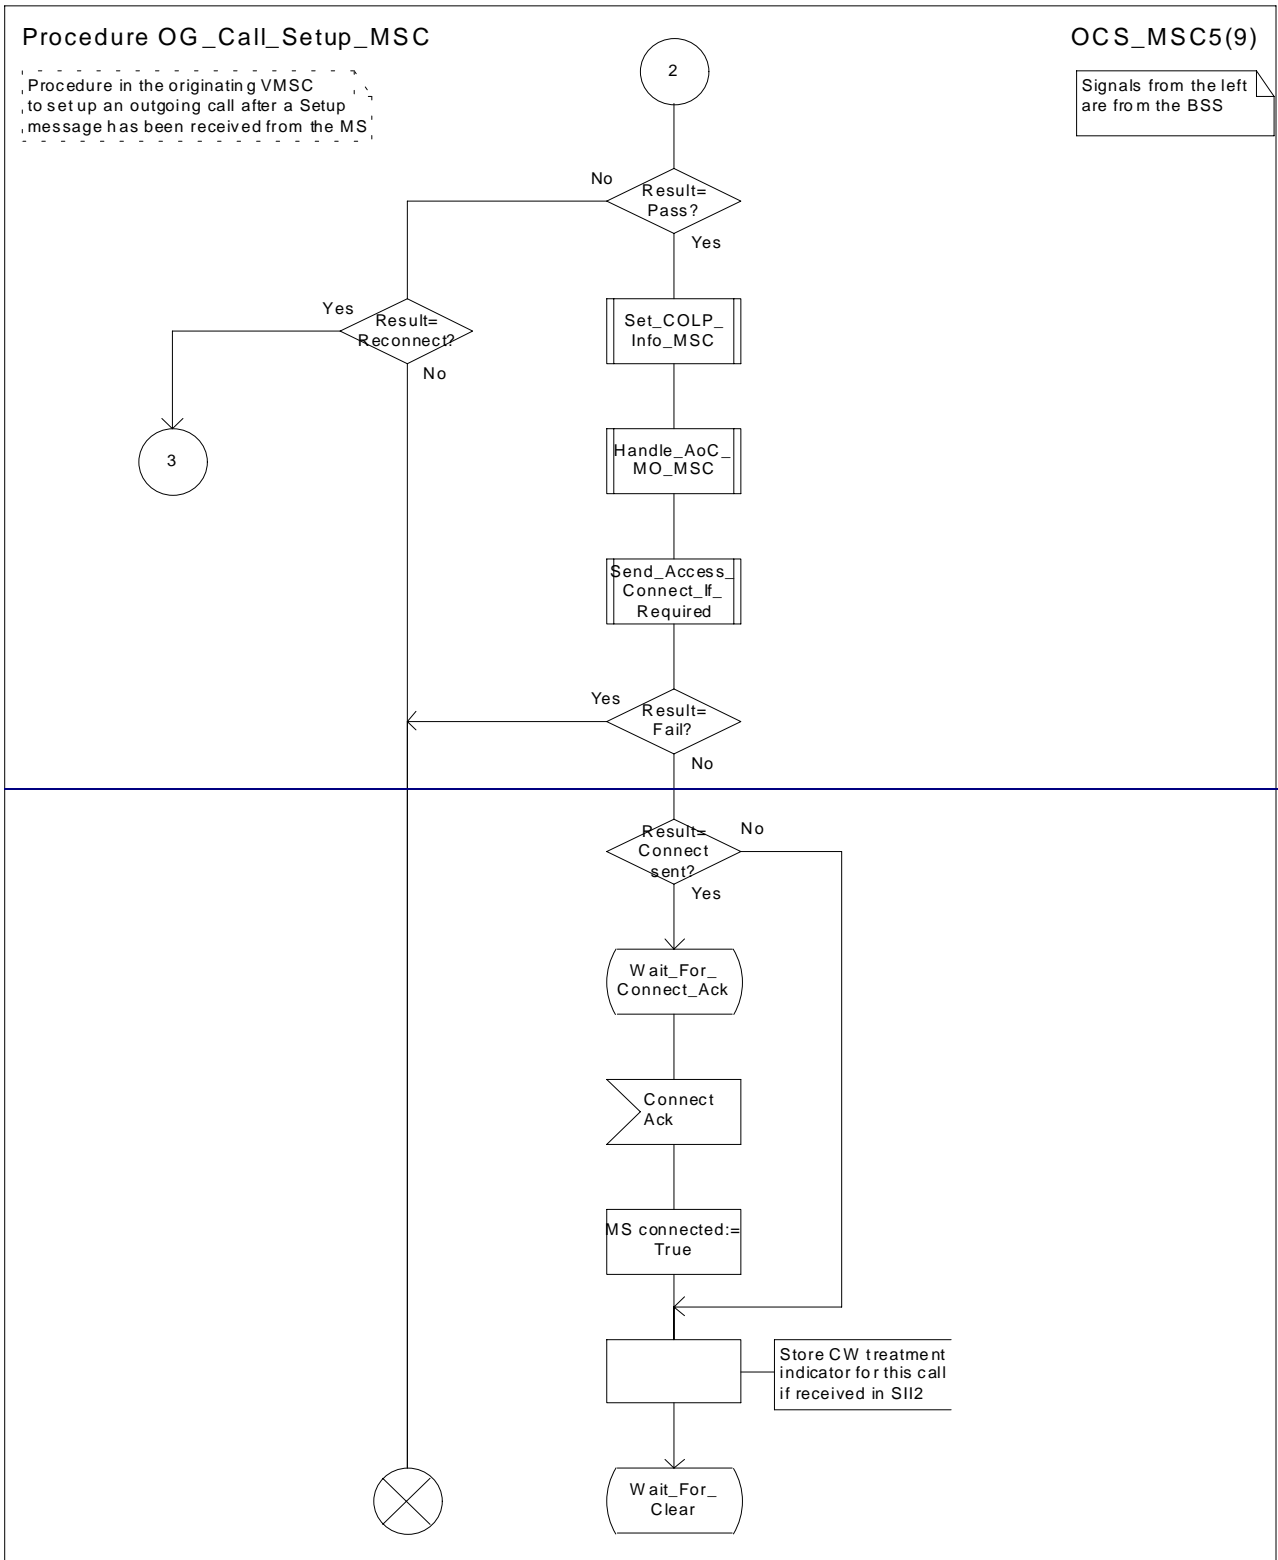 Procedure OG_Call_Setup_MSC
OCS_MSC5(9)
Procedure in the originating VMSC
to set up an outgoing call after a Setup
message has been received from the MS
Signals from the left
are from the BSS
2
Result=
Pass?
No
Yes
Set_COLP_
Info_MSC
Result=
Reconnect?
Yes
No
3
Handle_AoC_
MO_MSC
Send_Access_
Connect_If_
Required
Result=
Fail?
Yes
No
Result=
Connect
sent?
No
Yes
Wait_For_
Connect_Ack
Connect
Ack
MS connected:=
True
Store CW treatment
indicator for this call
if received in SII2
Wait_For_
Clear